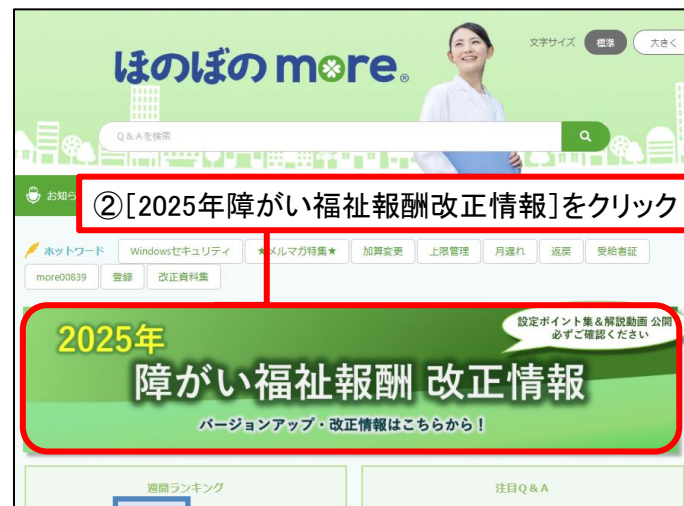 ほのぼの more®
文字サイズ 標準 大きく
Q&Aを検索
お知ら
②[2025年障がい福祉報酬改正情報]をクリック
ホットワード Windowsセキュリティ ★メルマガ特集★ 加算変更 上限管理 月遅れ 返戻 受給者証
more00839 登録 改正資料集
設定ポイント集&解説動画 公開
必ずご確認ください
2025年
障がい福祉報酬 改正情報
バージョンアップ・改正情報はこちらから!
週間ランキング 注目Q&A